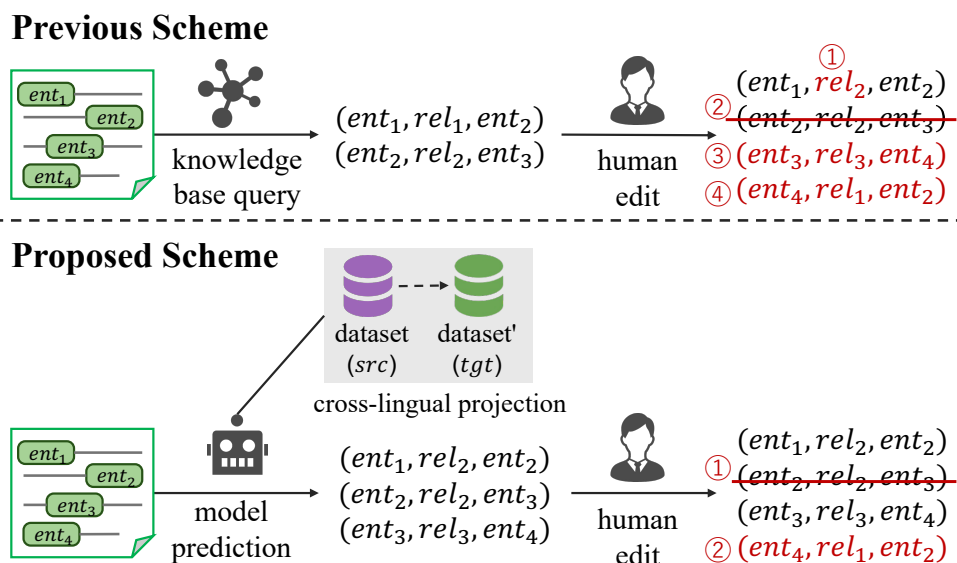 Previous Scheme
ent₁
ent₂
ent₃
ent₄
knowledge
base query
(ent₁, rel₁, ent₂)
(ent₂, rel₂, ent₃)
human
edit
①
(ent₁, rel₂, ent₂)
② (ent₂, rel₂, ent₃)
③ (ent₃, rel₃, ent₄)
④ (ent₄, rel₁, ent₂)
Proposed Scheme
dataset
(src)
dataset'
(tgt)
cross-lingual projection
ent₁
ent₂
ent₃
ent₄
model
prediction
(ent₁, rel₂, ent₂)
(ent₂, rel₂, ent₃)
(ent₃, rel₃, ent₄)
human
edit
(ent₁, rel₂, ent₂)
① (ent₂, rel₂, ent₃)
(ent₃, rel₃, ent₄)
② (ent₄, rel₁, ent₂)